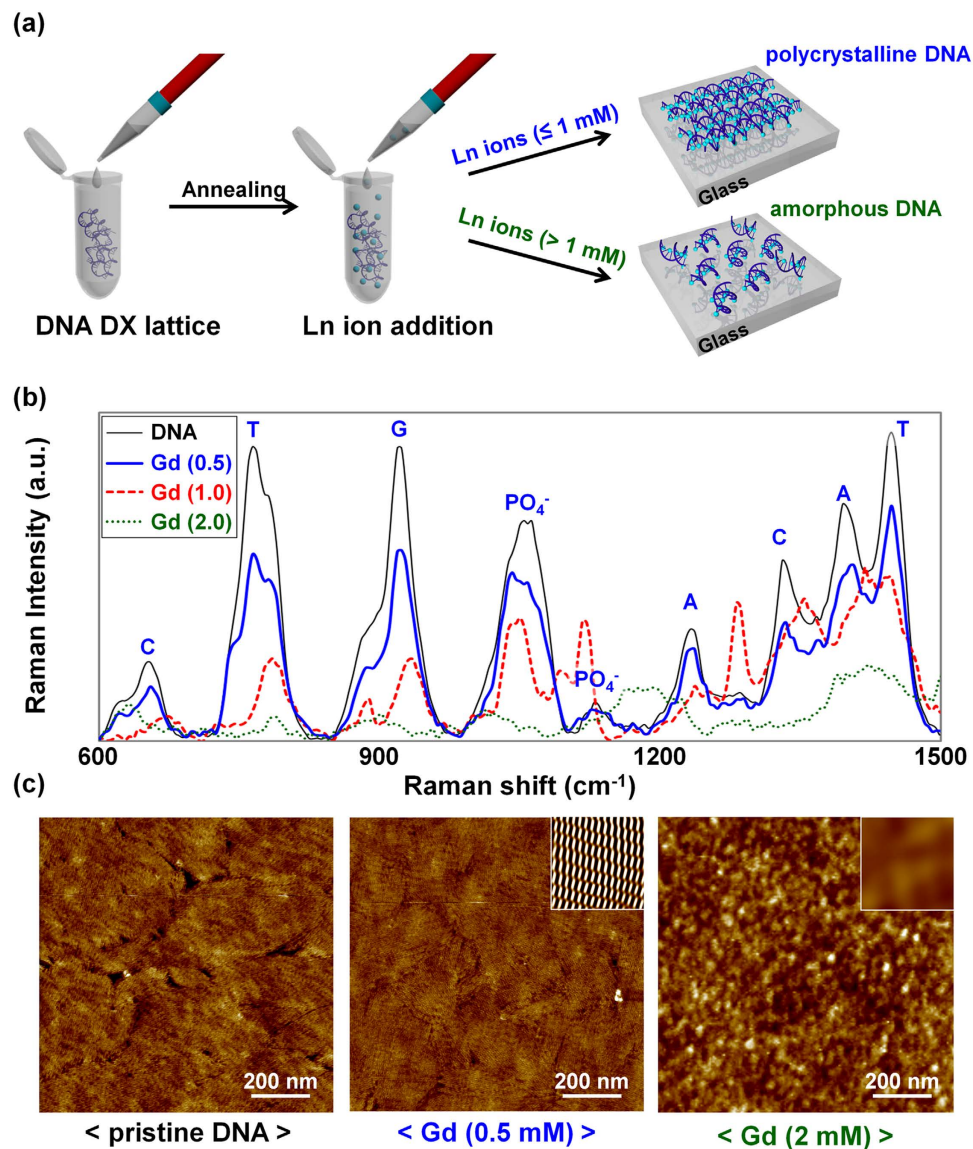 (a)
polycrystalline DNA
Ln ions (≤ 1 mM)
Glass
Annealing
amorphous DNA
Ln ions (> 1 mM)
Glass
DNA DX lattice
Ln ion addition
(b)
DNA
Gd (0.5)
Gd (1.0)
Gd (2.0)
T
G
T
PO4-
A
C
A
C
PO4-
Raman Intensity (a.u.)
600
900
1200
1500
Raman shift (cm-1)
(c)
200 nm
200 nm
200 nm
< pristine DNA >
< Gd (0.5 mM) >
< Gd (2 mM) >